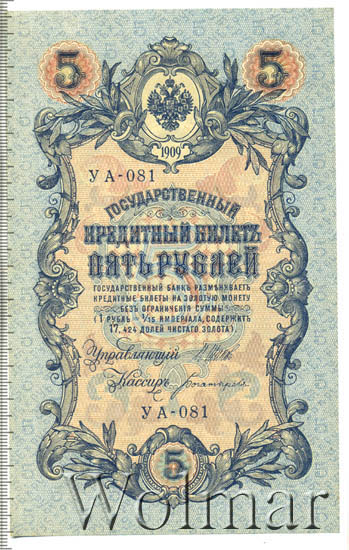 5 5
1909
УА-081
ГОСУДАРСТВЕННЫЙ
КРЕДИТНЫЙ БИЛЕТЪ
ПЯТЬ РУБЛЕЙ
ГОСУДАРСТВЕННЫЙ БАНКЪ РАЗМѢНИВАЕТЪ
КРЕДИТНЫЕ БИЛЕТЫ НА ЗОЛОТУЮ МОНЕТУ
БЕЗЪ ОГРАНИЧЕНІЯ СУММЫ
(1 РУБЛЬ = 1/15 ИМПЕРІАЛА, СОДЕРЖИТЪ
17,424 ДОЛЕЙ ЧИСТАГО ЗОЛОТА).
Управляющій
Кассиръ
УА-081
5
Wolmar